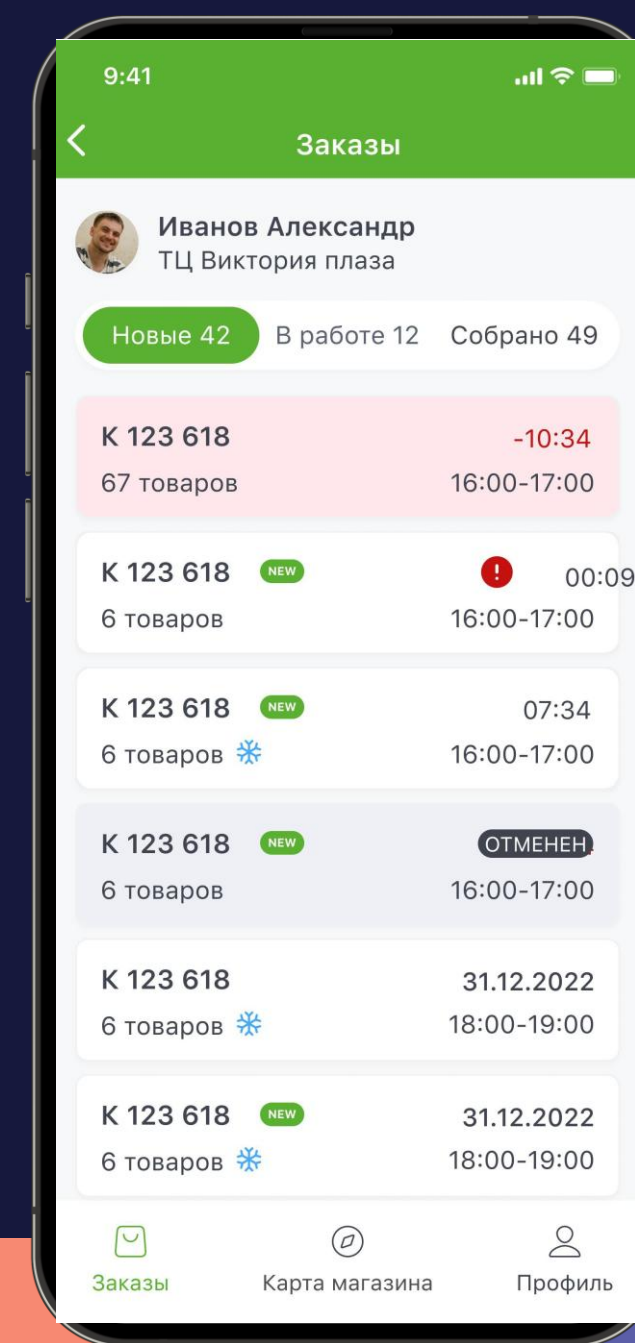 9:41
Заказы
Иванов Александр
ТЦ Виктория плаза
Новые 42 В работе 12 Собрано 49
К 123 618 -10:34
67 товаров 16:00-17:00
К 123 618 NEW ! 00:09
6 товаров 16:00-17:00
К 123 618 NEW 07:34
6 товаров 16:00-17:00
К 123 618 NEW ОТМЕНЕН
6 товаров 16:00-17:00
К 123 618 31.12.2022
6 товаров 18:00-19:00
К 123 618 NEW 31.12.2022
6 товаров 18:00-19:00
Заказы Карта магазина Профиль